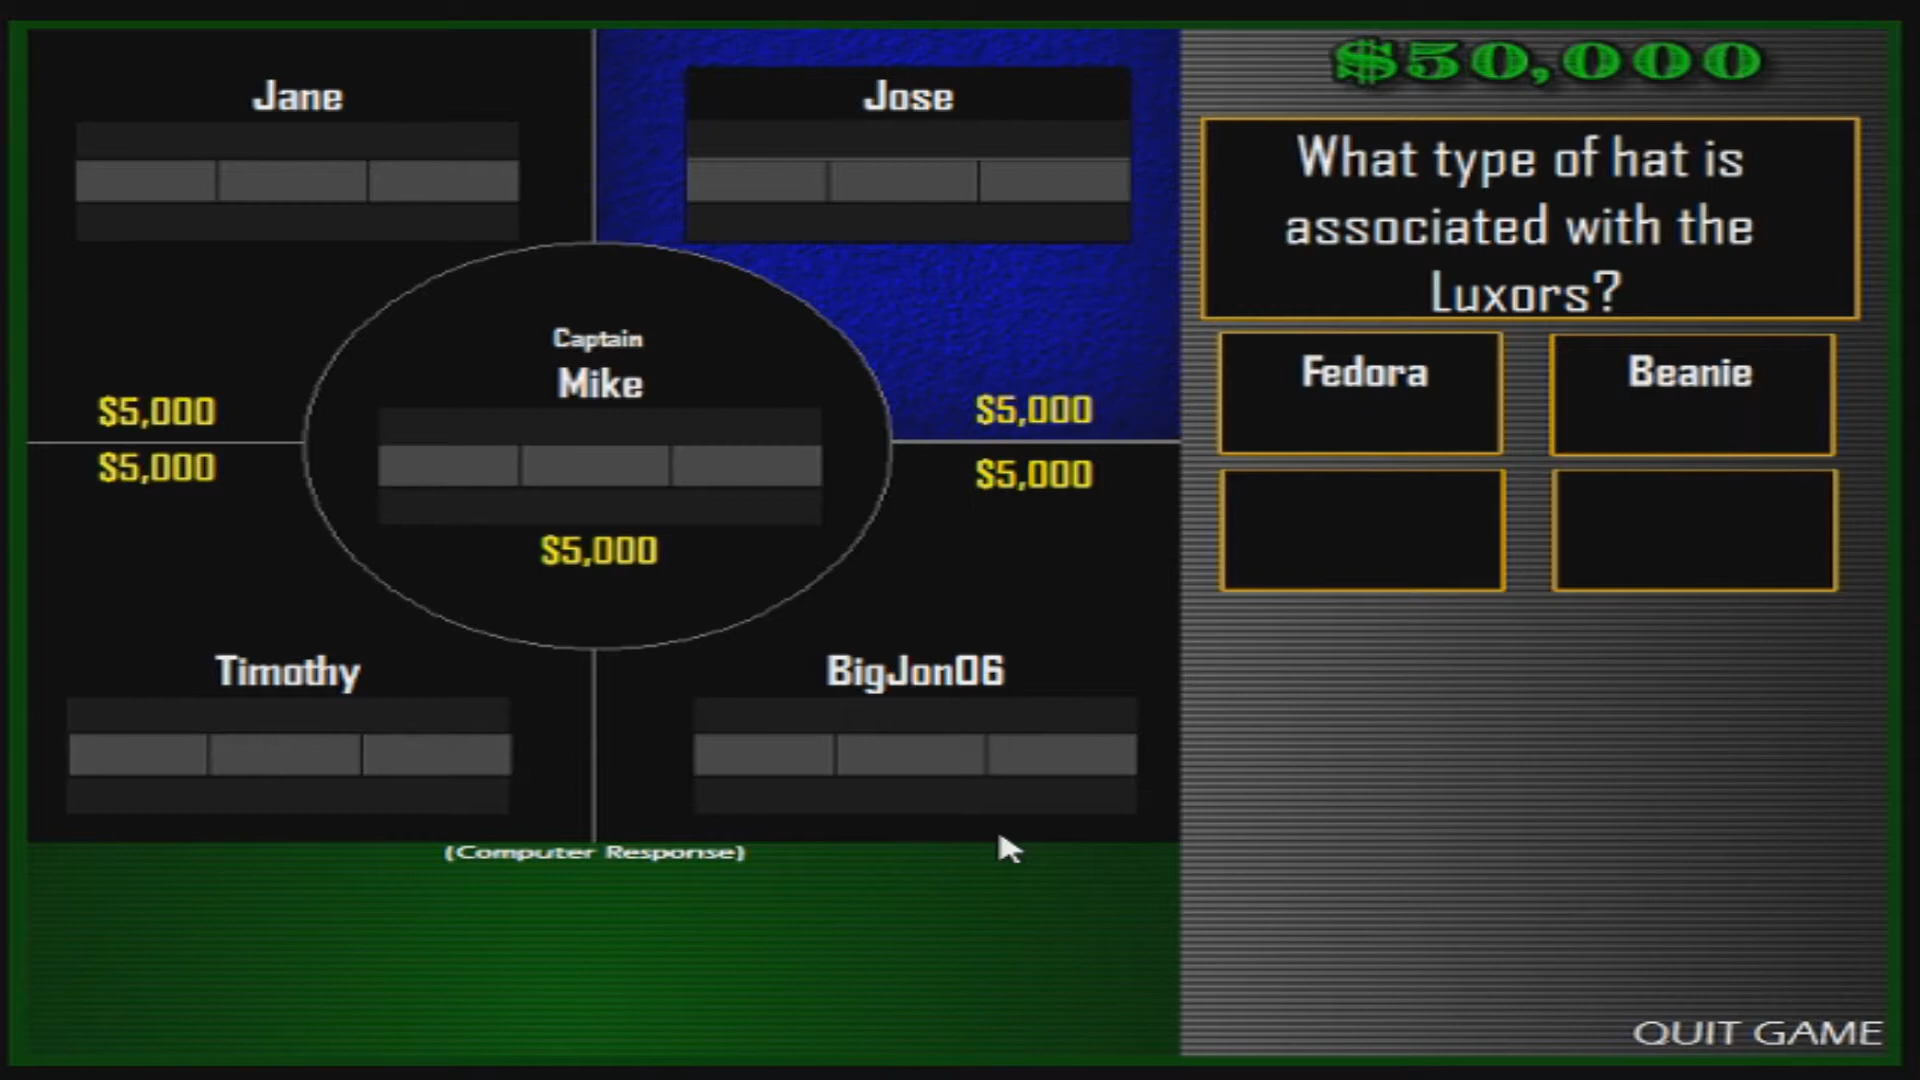 $50,000
Jane
Jose
What type of hat is
associated with the
Luxors?
Captain
Mike
Fedora
Beanie
$5,000
$5,000
$5,000
$5,000
$5,000
Timothy
BigJon06
(Computer Response)
QUIT GAME